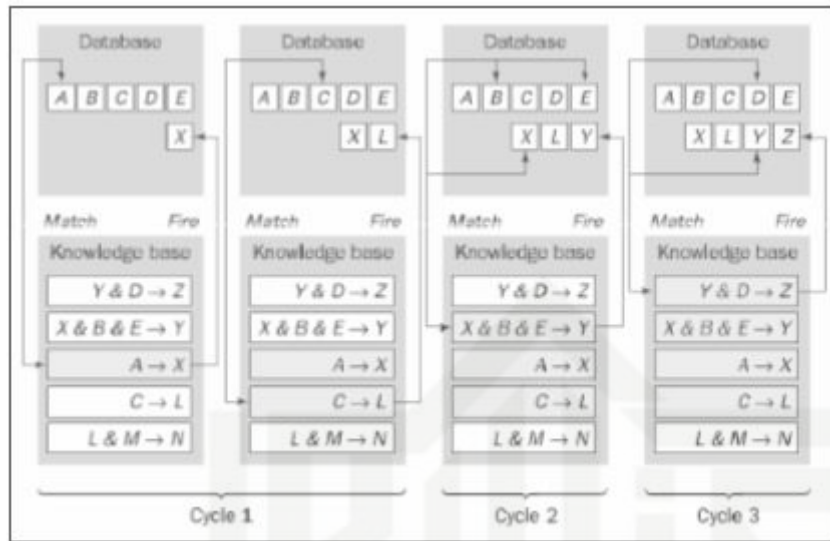 Database
A B C D E
X
Match Fire
Knowledge base
Y & D → Z
X & B & E → Y
A → X
C → L
L & M → N
Database
A B C D E
X L
Match Fire
Knowledge base
Y & D → Z
X & B & E → Y
A → X
C → L
L & M → N
Cycle 1
Database
A B C D E
X L Y
Match Fire
Knowledge base
Y & D → Z
X & B & E → Y
A → X
C → L
L & M → N
Cycle 2
Database
A B C D E
X L Y Z
Match Fire
Knowledge base
Y & D → Z
X & B & E → Y
A → X
C → L
L & M → N
Cycle 3